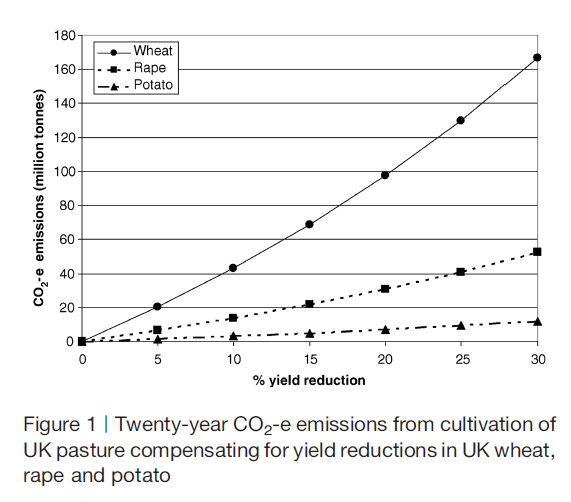 180
160
140
120
100
80
60
40
20
0
CO₂-e emissions (million tonnes)
Wheat
Rape
Potato
0 5 10 15 20 25 30
% yield reduction
Figure 1 | Twenty-year CO₂-e emissions from cultivation of
UK pasture compensating for yield reductions in UK wheat,
rape and potato